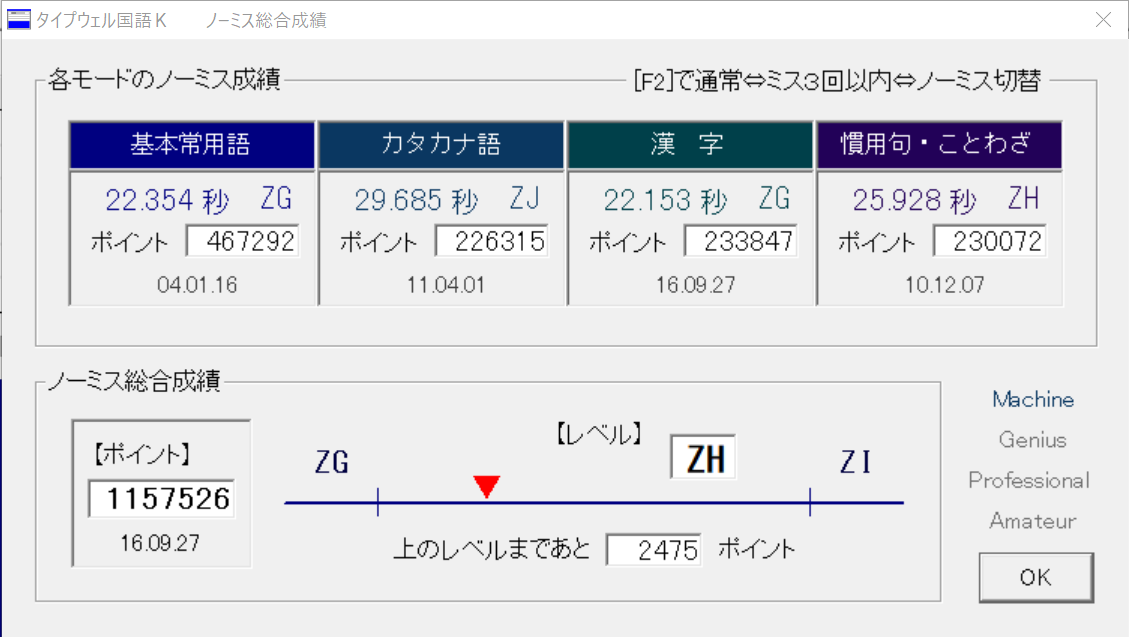 タイプウェル国語K　　ノーミス総合成績
各モードのノーミス成績　[F2]で通常⇔ミス3回以内⇔ノーミス切替
基本常用語　カタカナ語　漢　字　慣用句・ことわざ
22.354 秒　ZG　29.685 秒　ZJ　22.153 秒　ZG　25.928 秒　ZH
ポイント　467292　ポイント　226315　ポイント　233847　ポイント　230072
04.01.16　11.04.01　16.09.27　10.12.07
ノーミス総合成績
【ポイント】
1157526
16.09.27
【レベル】　ZH
ZG　ZI
上のレベルまであと　2475　ポイント
Machine
Genius
Professional
Amateur
OK